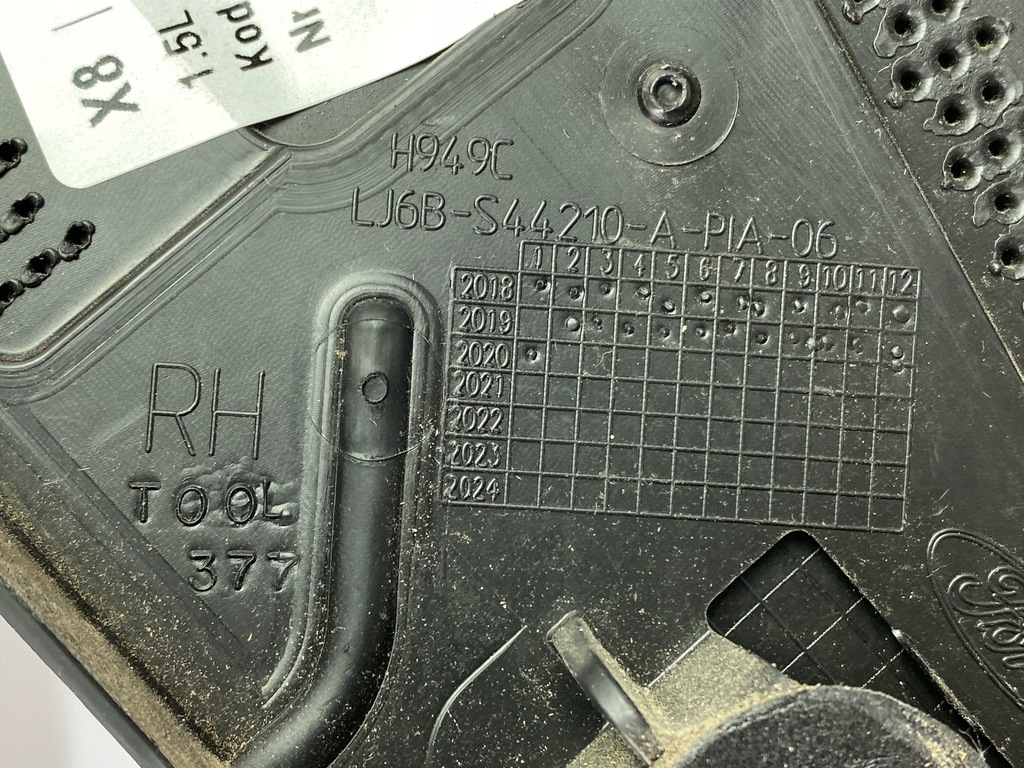 X8
1.5L
Kod
Nr
H949C
LJ6B-S44210-A-PIA-06
1 2 3 4 5 6 7 8 9 10 11 12
2018
2019
2020
2021
2022
2023
2024
RH
TOOL
377